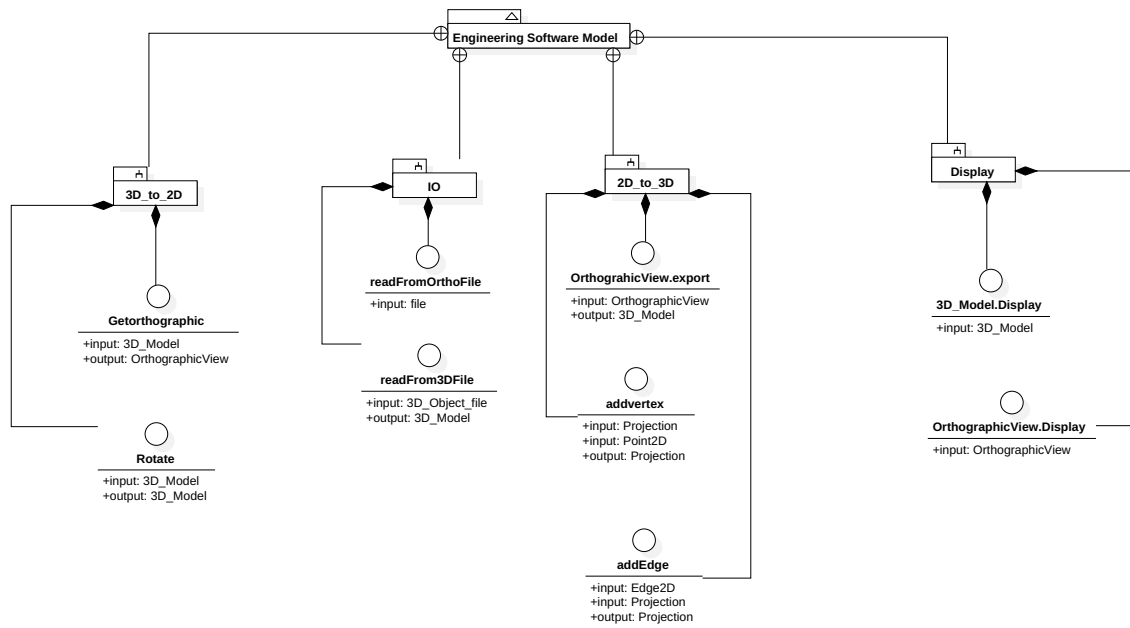 Engineering Software Model
3D_to_2D
Getorthographic
+input: 3D_Model
+output: OrthographicView
Rotate
+input: 3D_Model
+output: 3D_Model
IO
readFromOrthoFile
+input: file
readFrom3DFile
+input: 3D_Object_file
+output: 3D_Model
2D_to_3D
OrthograhicView.export
+input: OrthographicView
+output: 3D_Model
addvertex
+input: Projection
+input: Point2D
+output: Projection
addEdge
+input: Edge2D
+input: Projection
+output: Projection
Display
3D_Model.Display
+input: 3D_Model
OrthographicView.Display
+input: OrthographicView